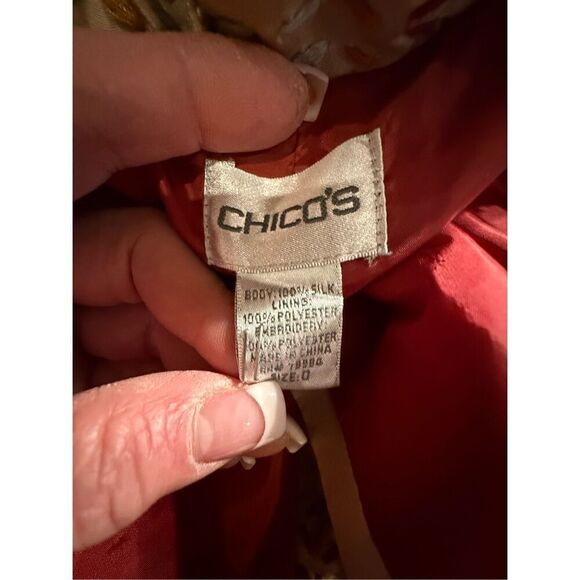 CHICO'S
BODY: 100% SILK
LINING:
100% POLYESTER
EMBROIDERY:
100% POLYESTER
MADE IN CHINA
SIZE: 0